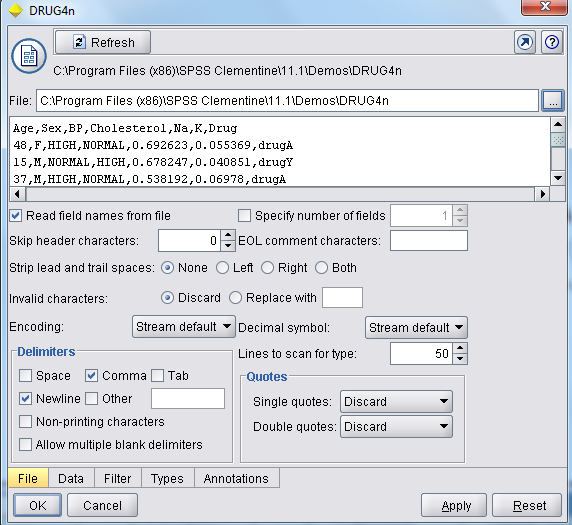 DRUG4n
Refresh
C:\Program Files (x86)\SPSS Clementine\11.1\Demos\DRUG4n
File: C:\Program Files (x86)\SPSS Clementine\11.1\Demos\DRUG4n ...
Age,Sex,BP,Cholesterol,Na,K,Drug
48,F,HIGH,NORMAL,0.692623,0.055369,drugA
15,M,NORMAL,HIGH,0.678247,0.040851,drugY
37,M,HIGH,NORMAL,0.538192,0.06978,drugA
Read field names from file Specify number of fields 1
Skip header characters: 0 EOL comment characters:
Strip lead and trail spaces: None Left Right Both
Invalid characters: Discard Replace with
Encoding: Stream default Decimal symbol: Stream default
Delimiters Lines to scan for type: 50
Space Comma Tab Quotes
Newline Other Single quotes: Discard
Non-printing characters Double quotes: Discard
Allow multiple blank delimiters
File Data Filter Types Annotations
OK Cancel Apply Reset